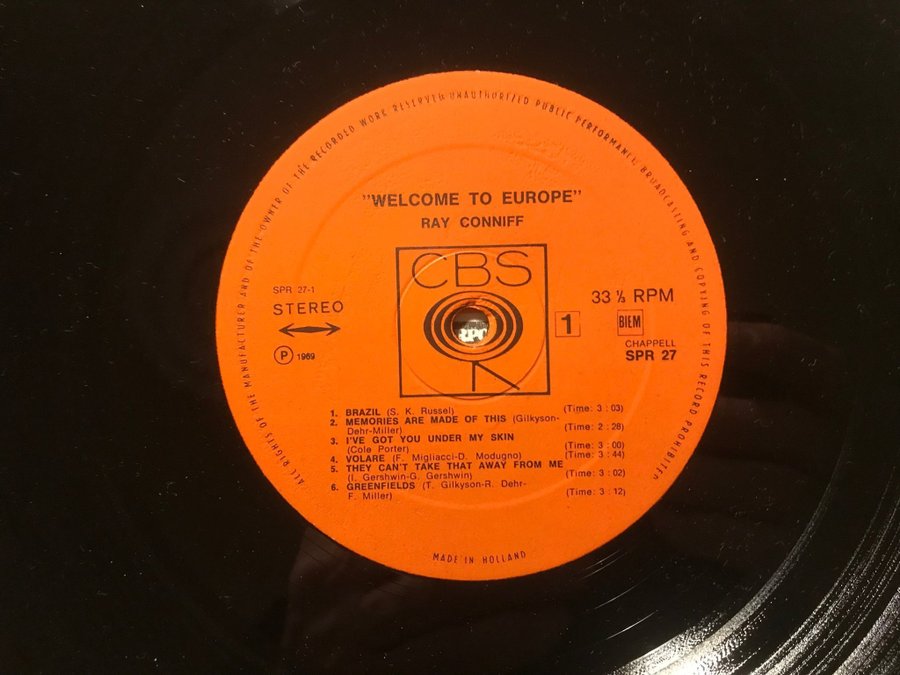 ALL RIGHTS OF THE MANUFACTURER AND OF THE OWNER OF THE RECORDED WORK RESERVED UNAUTHORIZED PUBLIC PERFORMANCE BROADCASTING AND COPYING OF THIS RECORD PROHIBITED
"WELCOME TO EUROPE"
RAY CONNIFF
CBS
SPR 27-1
STEREO
P 1969
1
33 ⅓ RPM
BIEM
CHAPPELL
SPR 27
1. BRAZIL (S. K. Russel) (Time: 3 : 03)
2. MEMORIES ARE MADE OF THIS (Gilkyson-
Dehr-Miller) (Time: 2 : 28)
3. I'VE GOT YOU UNDER MY SKIN
(Cole Porter) (Time: 3 : 00)
4. VOLARE (F. Migliacci-D. Modugno) (Time: 3 : 44)
5. THEY CAN'T TAKE THAT AWAY FROM ME
(I. Gershwin-G. Gershwin) (Time: 3 : 02)
6. GREENFIELDS (T. Gilkyson-R. Dehr-
F. Miller) (Time: 3 : 12)
MADE IN HOLLAND